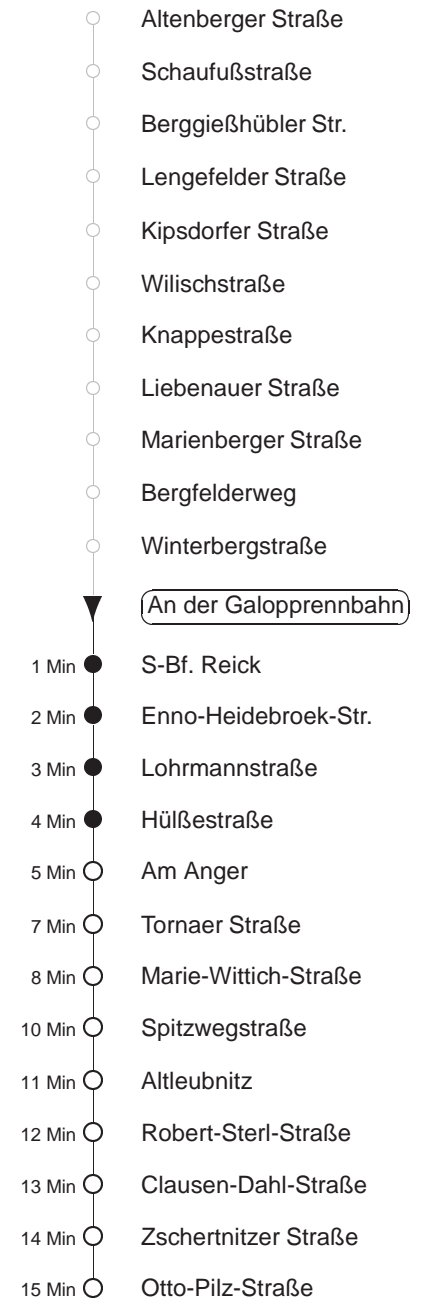 Altenberger Straße
Schaufußstraße
Berggießhübler Str.
Lengefelder Straße
Kipsdorfer Straße
Wilischstraße
Knappestraße
Liebenauer Straße
Marienberger Straße
Bergfelderweg
Winterbergstraße
An der Galopprennbahn
1 Min S-Bf. Reick
2 Min Enno-Heidebroek-Str.
3 Min Lohrmannstraße
4 Min Hülßestraße
5 Min Am Anger
7 Min Tornaer Straße
8 Min Marie-Wittich-Straße
10 Min Spitzwegstraße
11 Min Altleubnitz
12 Min Robert-Sterl-Straße
13 Min Clausen-Dahl-Straße
14 Min Zschertnitzer Straße
15 Min Otto-Pilz-Straße